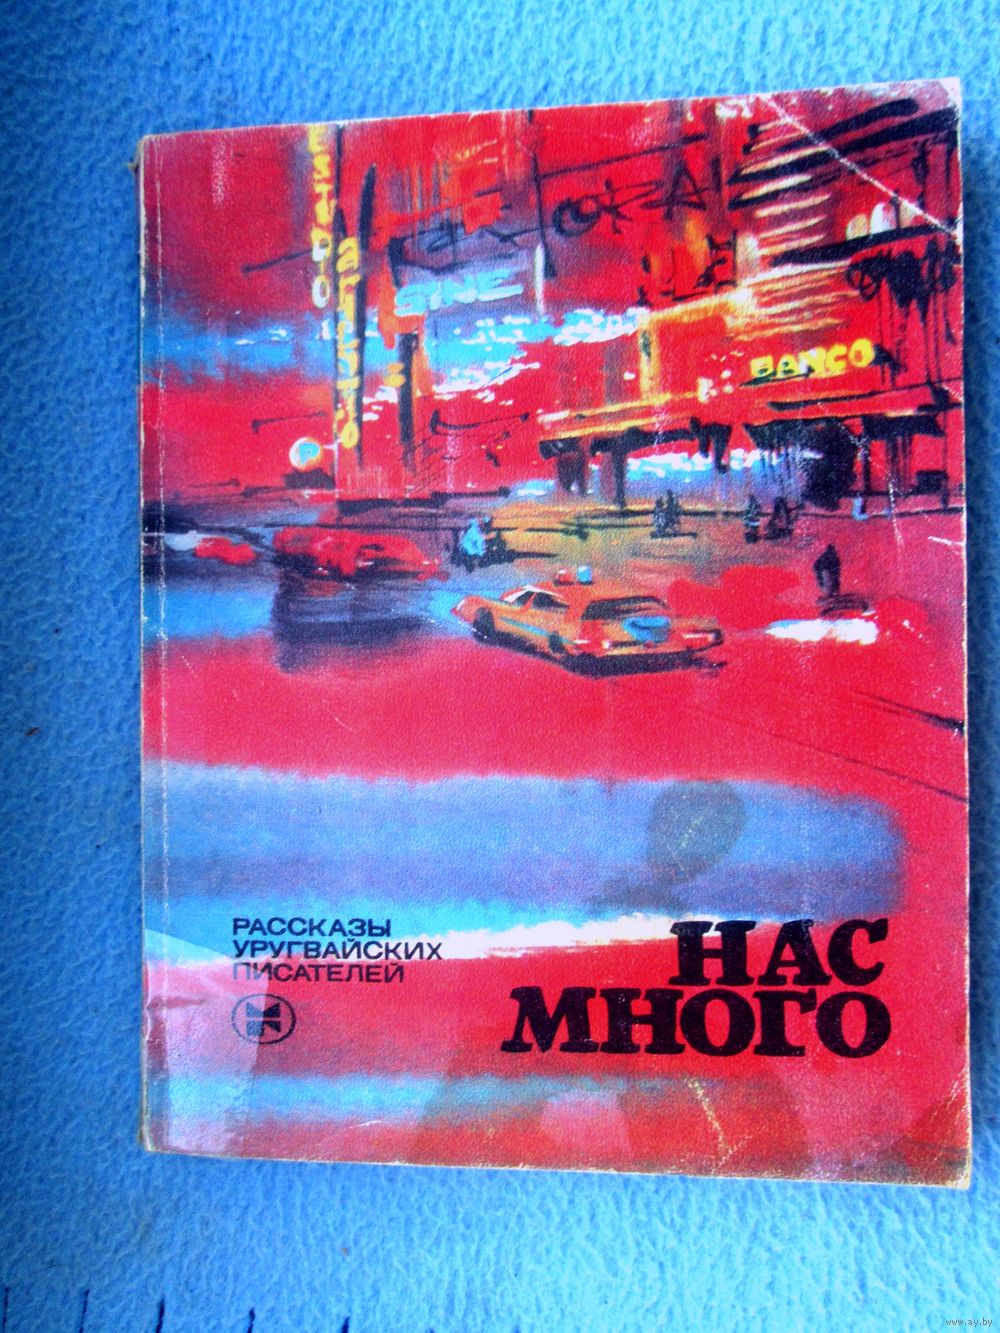 CINE
BANCO
РАССКАЗЫ
УРУГВАЙСКИХ
ПИСАТЕЛЕЙ
НАС
МНОГО
www.ay.by